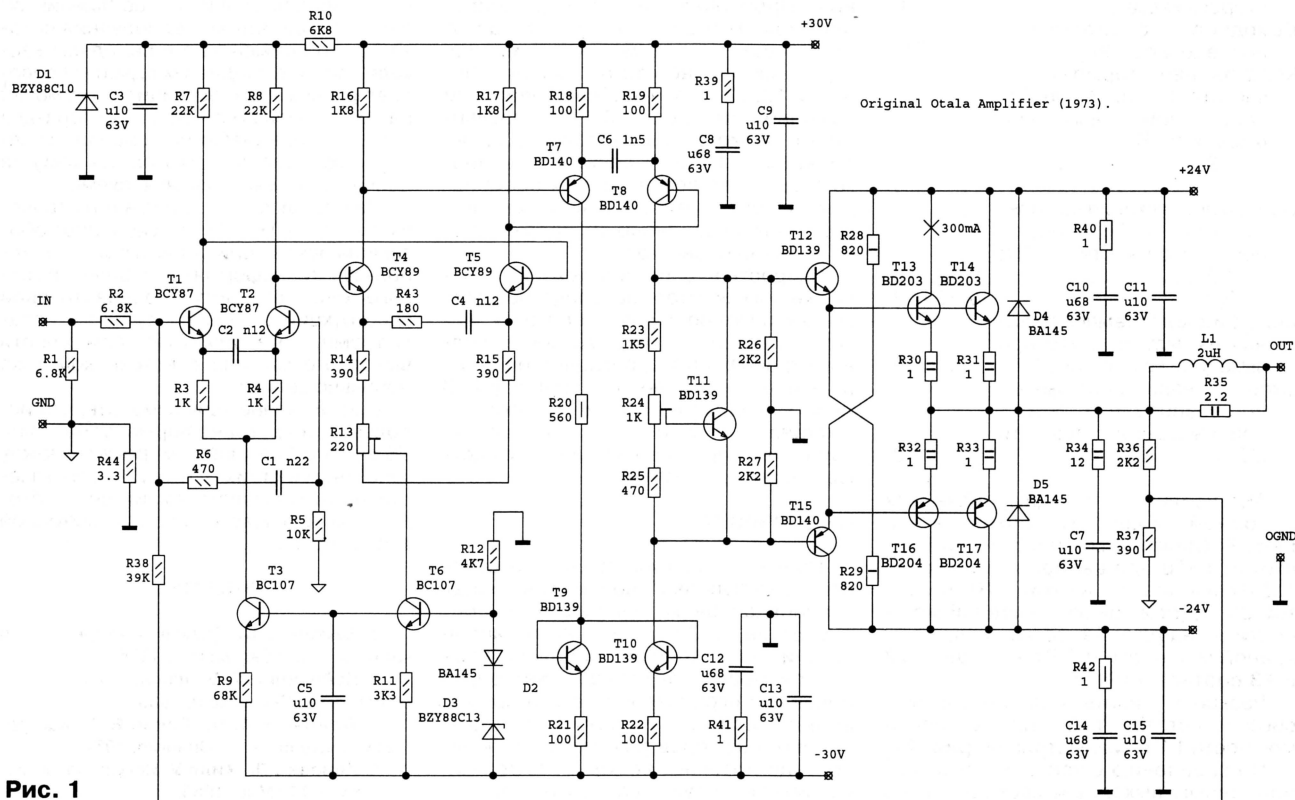 R10
6K8
+30V
D1
BZY88C10
C3
u10
63V
R7
22K
R8
22K
R16
1K8
R17
1K8
R18
100
R19
100
R39
1
C9
u10
63V
Original Otala Amplifier (1973).
C6 1n5
T7
BD140
T8
BD140
C8
u68
63V
+24V
R28
820
300mA
R40
1
T12
BD139
T13
BD203
T14
BD203
C10
u68
63V
C11
u10
63V
D4
BA145
T1
BCY87
T2
BCY87
T4
BCY89
T5
BCY89
IN
R2
6.8K
C2 n12
R43
180
C4 n12
R1
6.8K
R3
1K
R4
1K
R14
390
R15
390
R23
1K5
R26
2K2
R30
1
R31
1
L1
2uH
OUT
R35
2.2
T11
BD139
R20
560
R24
1K
GND
R13
220
R44
3.3
R6
470
C1 n22
R25
470
R27
2K2
R32
1
R33
1
R34
12
R36
2K2
D5
BA145
R5
10K
T15
BD140
T16
BD204
T17
BD204
C7
u10
63V
R37
390
OGND
R38
39K
R12
4K7
R29
820
T3
BC107
T6
BC107
T9
BD139
-24V
T10
BD139
BA145
D2
R9
68K
C5
u10
63V
R11
3K3
D3
BZY88C13
C12
u68
63V
C13
u10
63V
R42
1
R21
100
R22
100
R41
1
C14
u68
63V
C15
u10
63V
-30V
Рис. 1